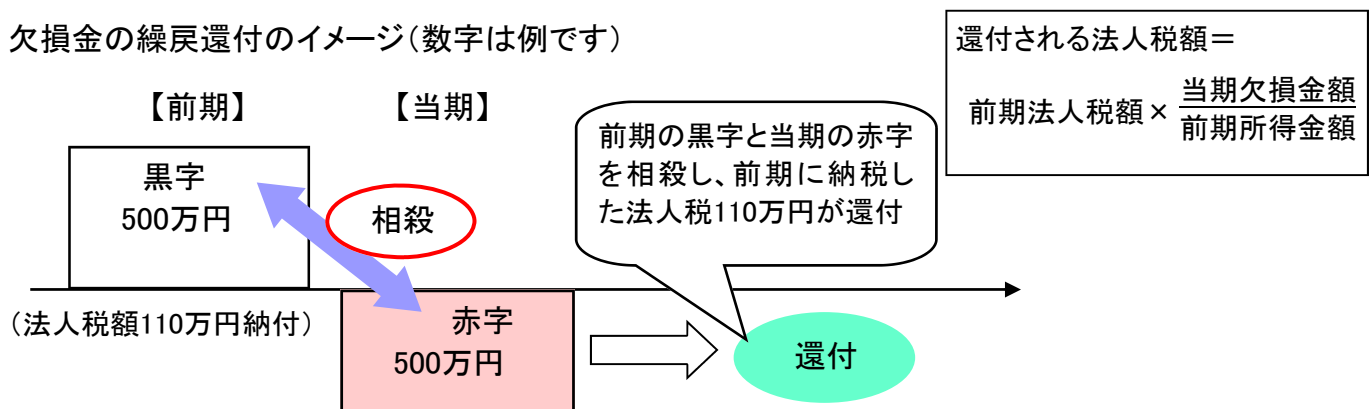 欠損金の繰戻還付のイメージ（数字は例です）
還付される法人税額＝
前期法人税額×
当期欠損金額
前期所得金額
【前期】
【当期】
黒字
500万円
相殺
前期の黒字と当期の赤字
を相殺し、前期に納税し
た法人税110万円が還付
（法人税額110万円納付）
赤字
500万円
還付